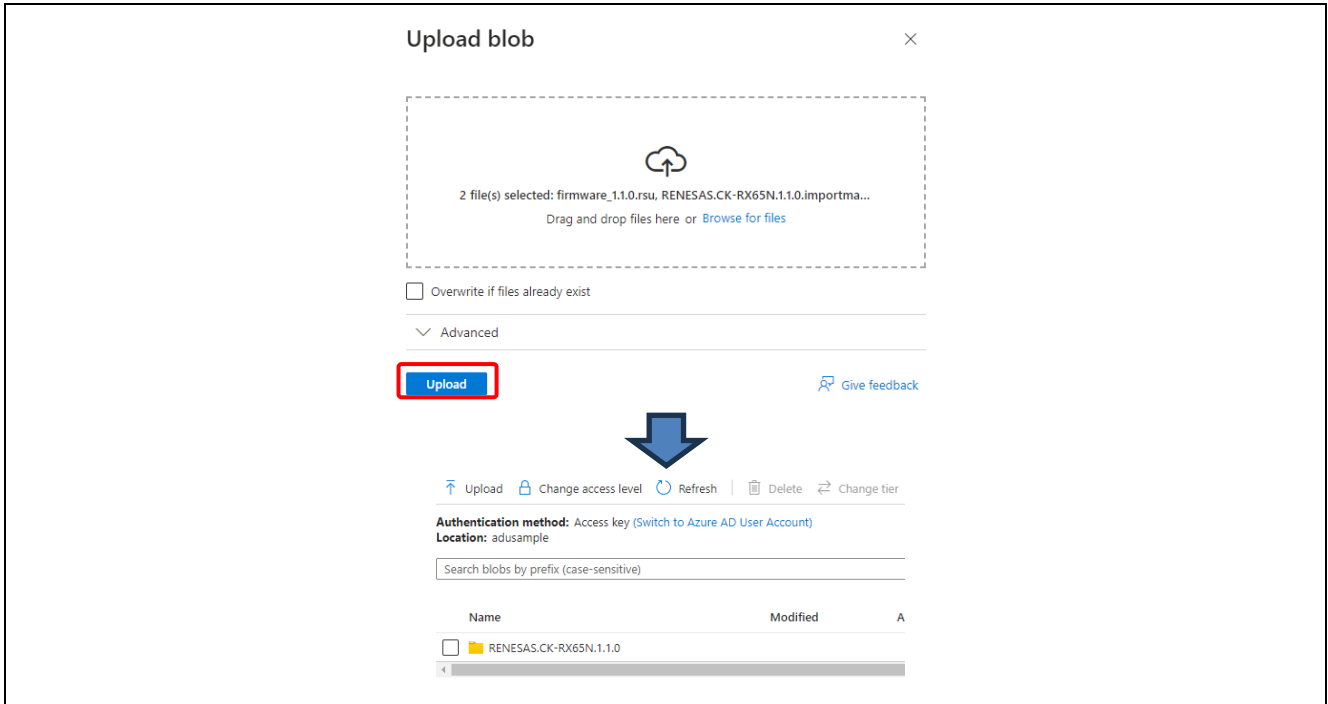 Upload blob
2 file(s) selected: firmware_1.1.0.rsu, RENESAS.CK-RX65N.1.1.0.importma...
Drag and drop files here or Browse for files
Overwrite if files already exist
Advanced
Upload
Give feedback
Upload Change access level Refresh Delete Change tier
Authentication method: Access key (Switch to Azure AD User Account)
Location: adusample
Search blobs by prefix (case-sensitive)
Name Modified A
RENESAS.CK-RX65N.1.1.0